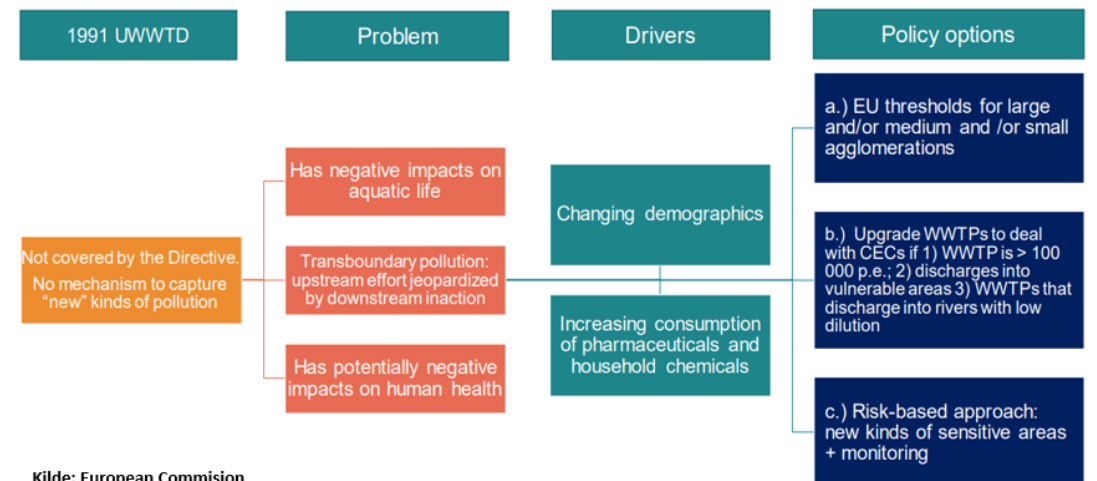 1991 UWWTD
Problem
Drivers
Policy options
Not covered by the Directive.
No mechanism to capture
“new” kinds of pollution
Has negative impacts on
aquatic life
Transboundary pollution:
upstream effort jeopardized
by downstream inaction
Has potentially negative
impacts on human health
Changing demographics
Increasing consumption
of pharmaceuticals and
household chemicals
a.) EU thresholds for large
and/or medium and /or small
agglomerations
b.) Upgrade WWTPs to deal
with CECs if 1) WWTP is > 100
000 p.e.; 2) discharges into
vulnerable areas 3) WWTPs that
discharge into rivers with low
dilution
c.) Risk-based approach:
new kinds of sensitive areas
+ monitoring
Kilde: European Commision